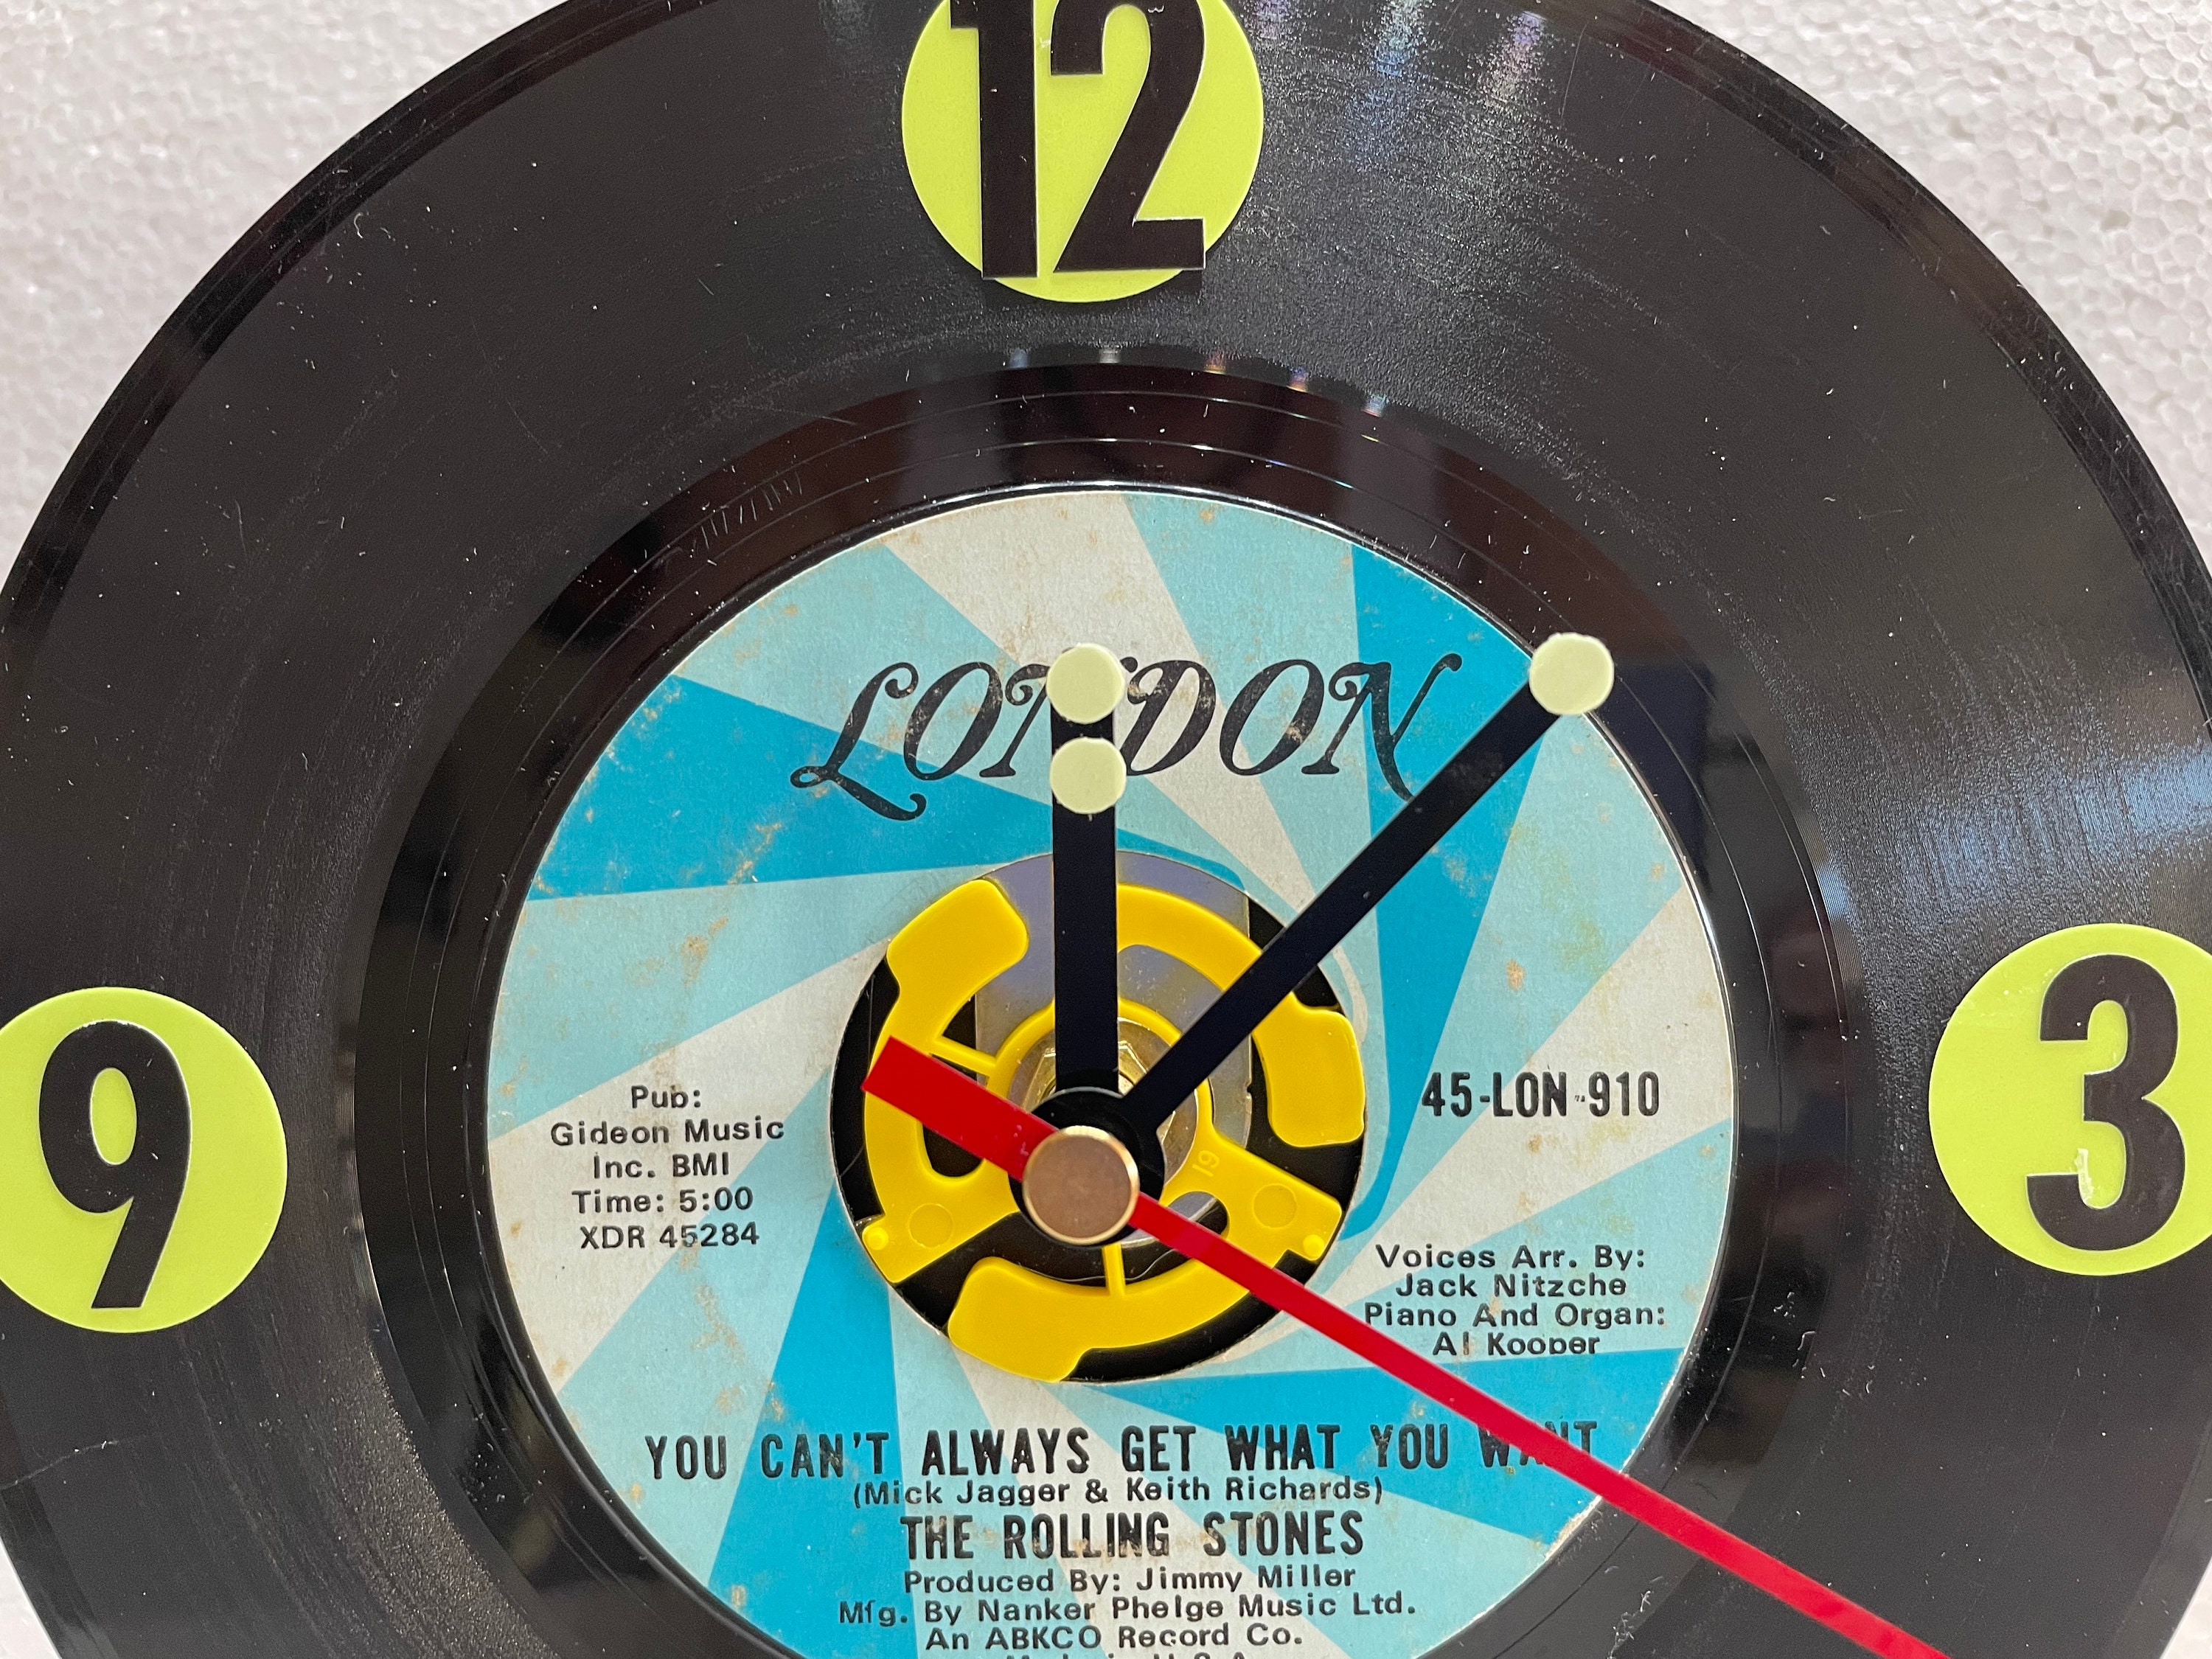 12
LONDON
9
3
Pub:
Gideon Music
Inc. BMI
Time: 5:00
XDR 45284
45-LON-910
19
Voices Arr. By:
Jack Nitzche
Piano And Organ:
Al Kooper
YOU CAN'T ALWAYS GET WHAT YOU WANT
(Mick Jagger & Keith Richards)
THE ROLLING STONES
Produced By: Jimmy Miller
Mfg. By Nanker Phelge Music Ltd.
An ABKCO Record Co.